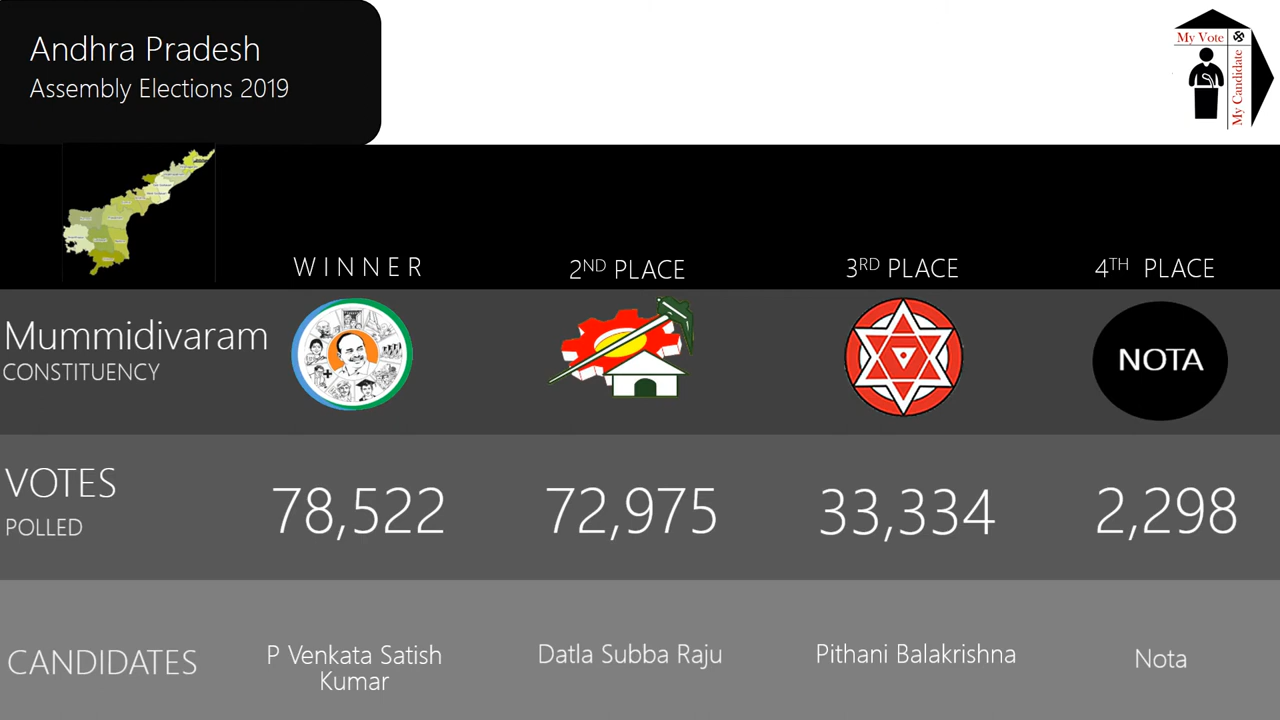 Andhra Pradesh
Assembly Elections 2019
My Vote
My Candidate
WINNER
2ND PLACE
3RD PLACE
4TH PLACE
Mummidivaram
CONSTITUENCY
NOTA
VOTES
POLLED
78,522
72,975
33,334
2,298
CANDIDATES
P Venkata Satish
Kumar
Datla Subba Raju
Pithani Balakrishna
Nota